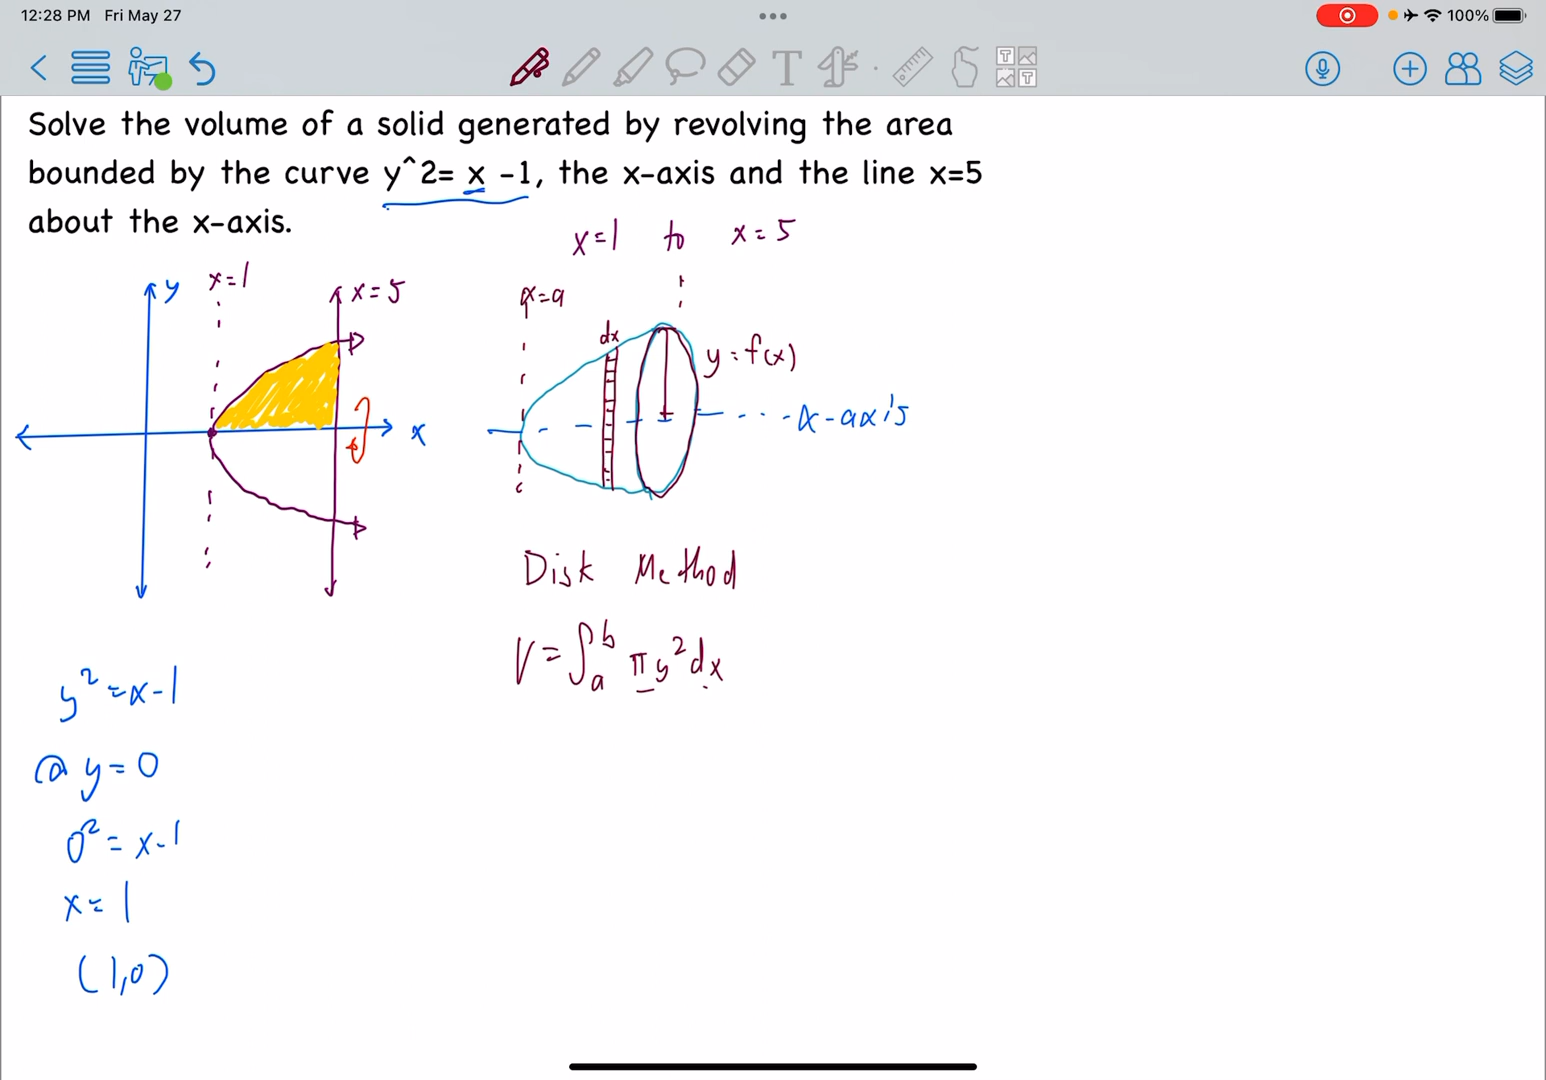 12:28 PM Fri May 27
100%
Solve the volume of a solid generated by revolving the area
bounded by the curve y^2= x -1, the x-axis and the line x=5
about the x-axis.
x=1 to x=5
x=1
y
x=5
x
x=a
dx
y=f(x)
x-axis
Disk Method
V=∫_a^b πy²dx
y²=x-1
@ y=0
0²=x-1
x=1
(1,0)